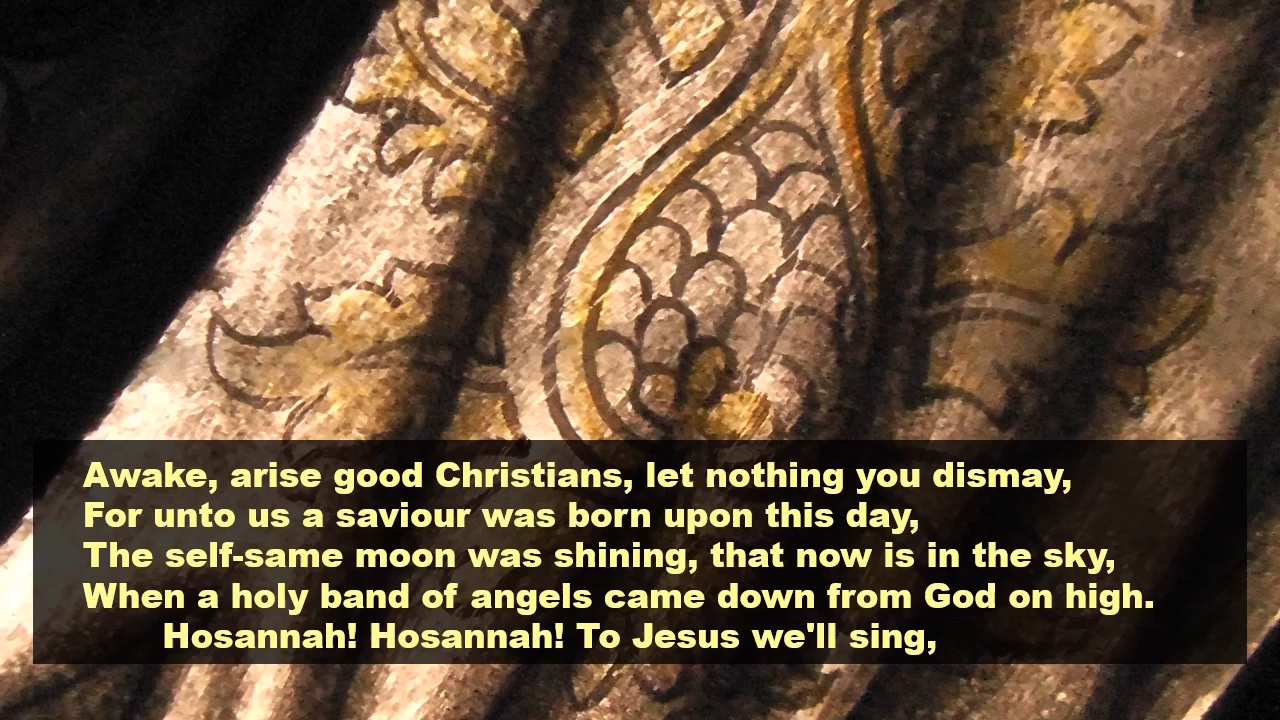 Awake, arise good Christians, let nothing you dismay,
For unto us a saviour was born upon this day,
The self-same moon was shining, that now is in the sky,
When a holy band of angels came down from God on high.
Hosannah! Hosannah! To Jesus we'll sing,